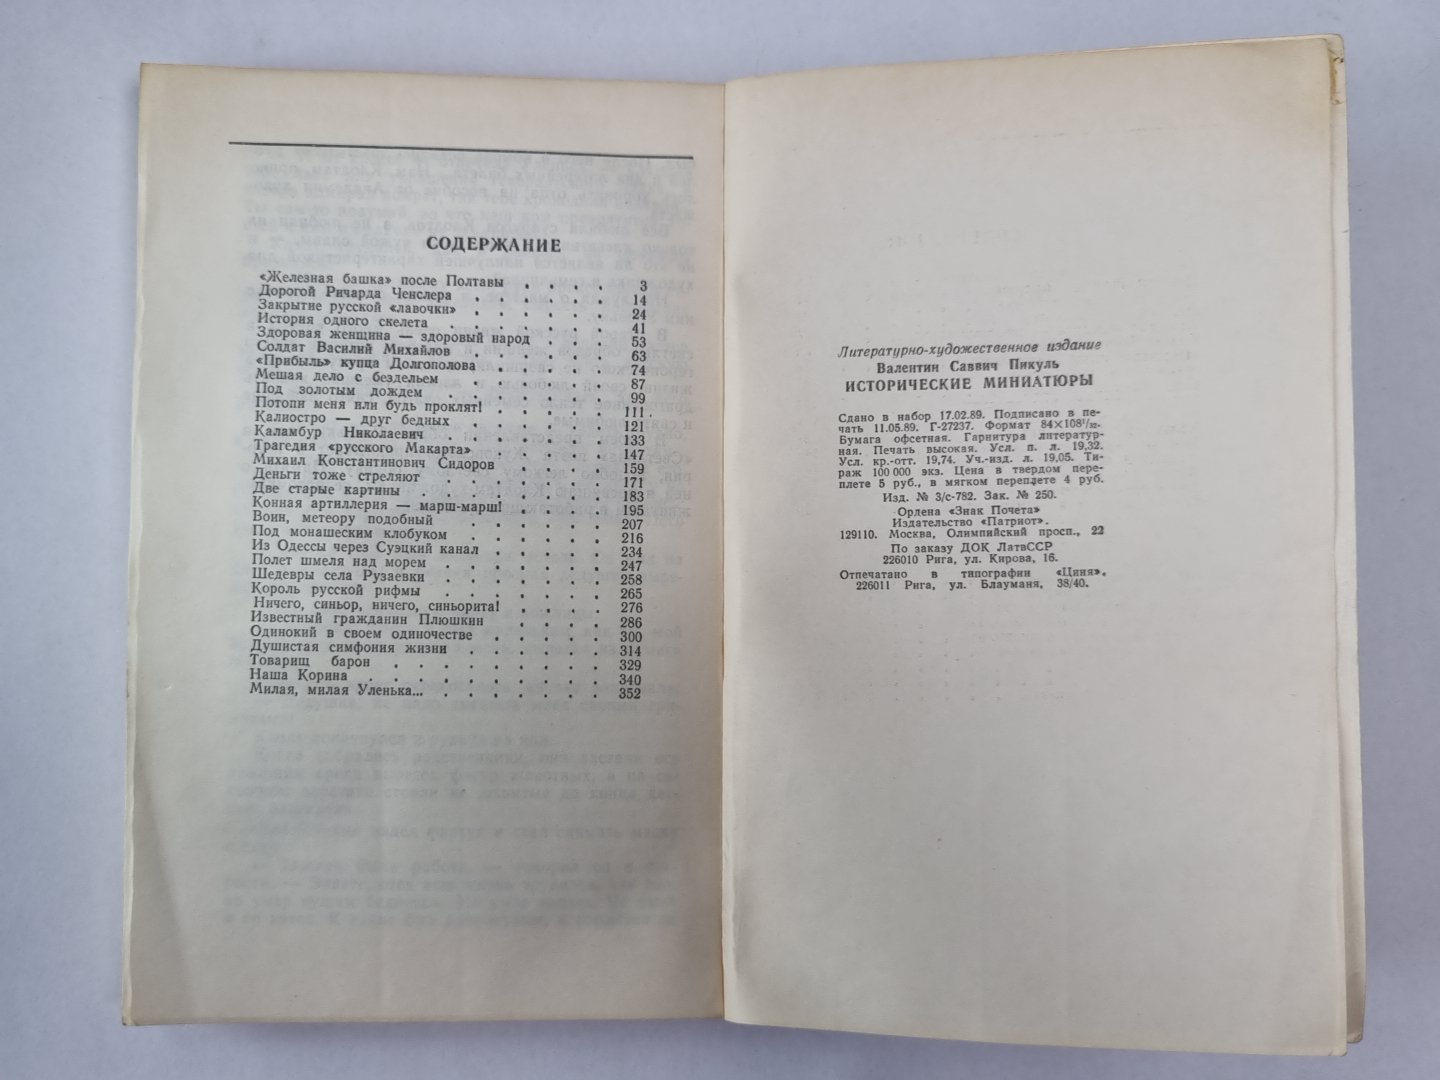 СОДЕРЖАНИЕ
«Железная башка» после Полтавы . . . . 3
Дорогой Ричарда Ченслера . . . . . . 14
Закрытие русской «лавочки» . . . . . . 24
История одного скелета . . . . . . . 41
Здоровая женщина — здоровый народ . . . 53
Солдат Василий Михайлов . . . . . . 63
«Прибыль» купца Долгополова . . . . . 74
Мешая дело с бездельем . . . . . . 87
Под золотым дождем . . . . . . . 99
Потопи меня или будь проклят! . . . . . 111
Калиостро — друг бедных . . . . . . 121
Каламбур Николаевич . . . . . . . 133
Трагедия «русского Макарта» . . . . . . 147
Михаил Константинович Сидоров . . . . . 159
Деньги тоже стреляют . . . . . . . 171
Две старые картины . . . . . . . . 183
Конная артиллерия — марш-марш! . . . . 195
Воин, метеору подобный . . . . . . 207
Под монашеским клобуком . . . . . . 216
Из Одессы через Суэцкий канал . . . . . 234
Полет шмеля над морем . . . . . . . 247
Шедевры села Рузаевки . . . . . . . 258
Король русской рифмы . . . . . . . 265
Ничего, синьор, ничего, синьорита! . . . . 276
Известный гражданин Плюшкин . . . . 286
Одинокий в своем одиночестве . . . . . 300
Душистая симфония жизни . . . . . . 314
Товарищ барон . . . . . . . . . 329
Наша Корина . . . . . . . . . . 340
Милая, милая Уленька... . . . . . . . 352
Литературно-художественное издание
Валентин Саввич Пикуль
ИСТОРИЧЕСКИЕ МИНИАТЮРЫ
Сдано в набор 17.02.89. Подписано в пе-
чать 11.05.89. Г-27237. Формат 84×108¹/₃₂.
Бумага офсетная. Гарнитура литератур-
ная. Печать высокая. Усл. п. л. 19,32.
Усл. кр.-отт. 19,74. Уч.-изд. л. 19,05. Ти-
раж 100 000 экз. Цена в твердом пере-
плете 5 руб., в мягком переплете 4 руб.
Изд. № 3/с-782. Зак. № 250.
Ордена «Знак Почета»
Издательство «Патриот».
129110. Москва, Олимпийский просп., 22
По заказу ДОК ЛатвССР
226010 Рига, ул. Кирова, 16.
Отпечатано в типографии «Циня».
226011 Рига, ул. Блауманя, 38/40.